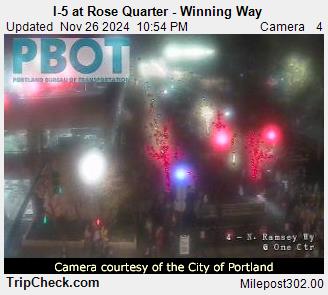 I-5 at Rose Quarter - Winning Way
Updated Nov 26 2024 10:54 PM Camera 4
PBOT
PORTLAND BUREAU OF TRANSPORTATION
4 - N. Ramsey Wy
@ One Ctr
Camera courtesy of the City of Portland
TripCheck.com Milepost302.00